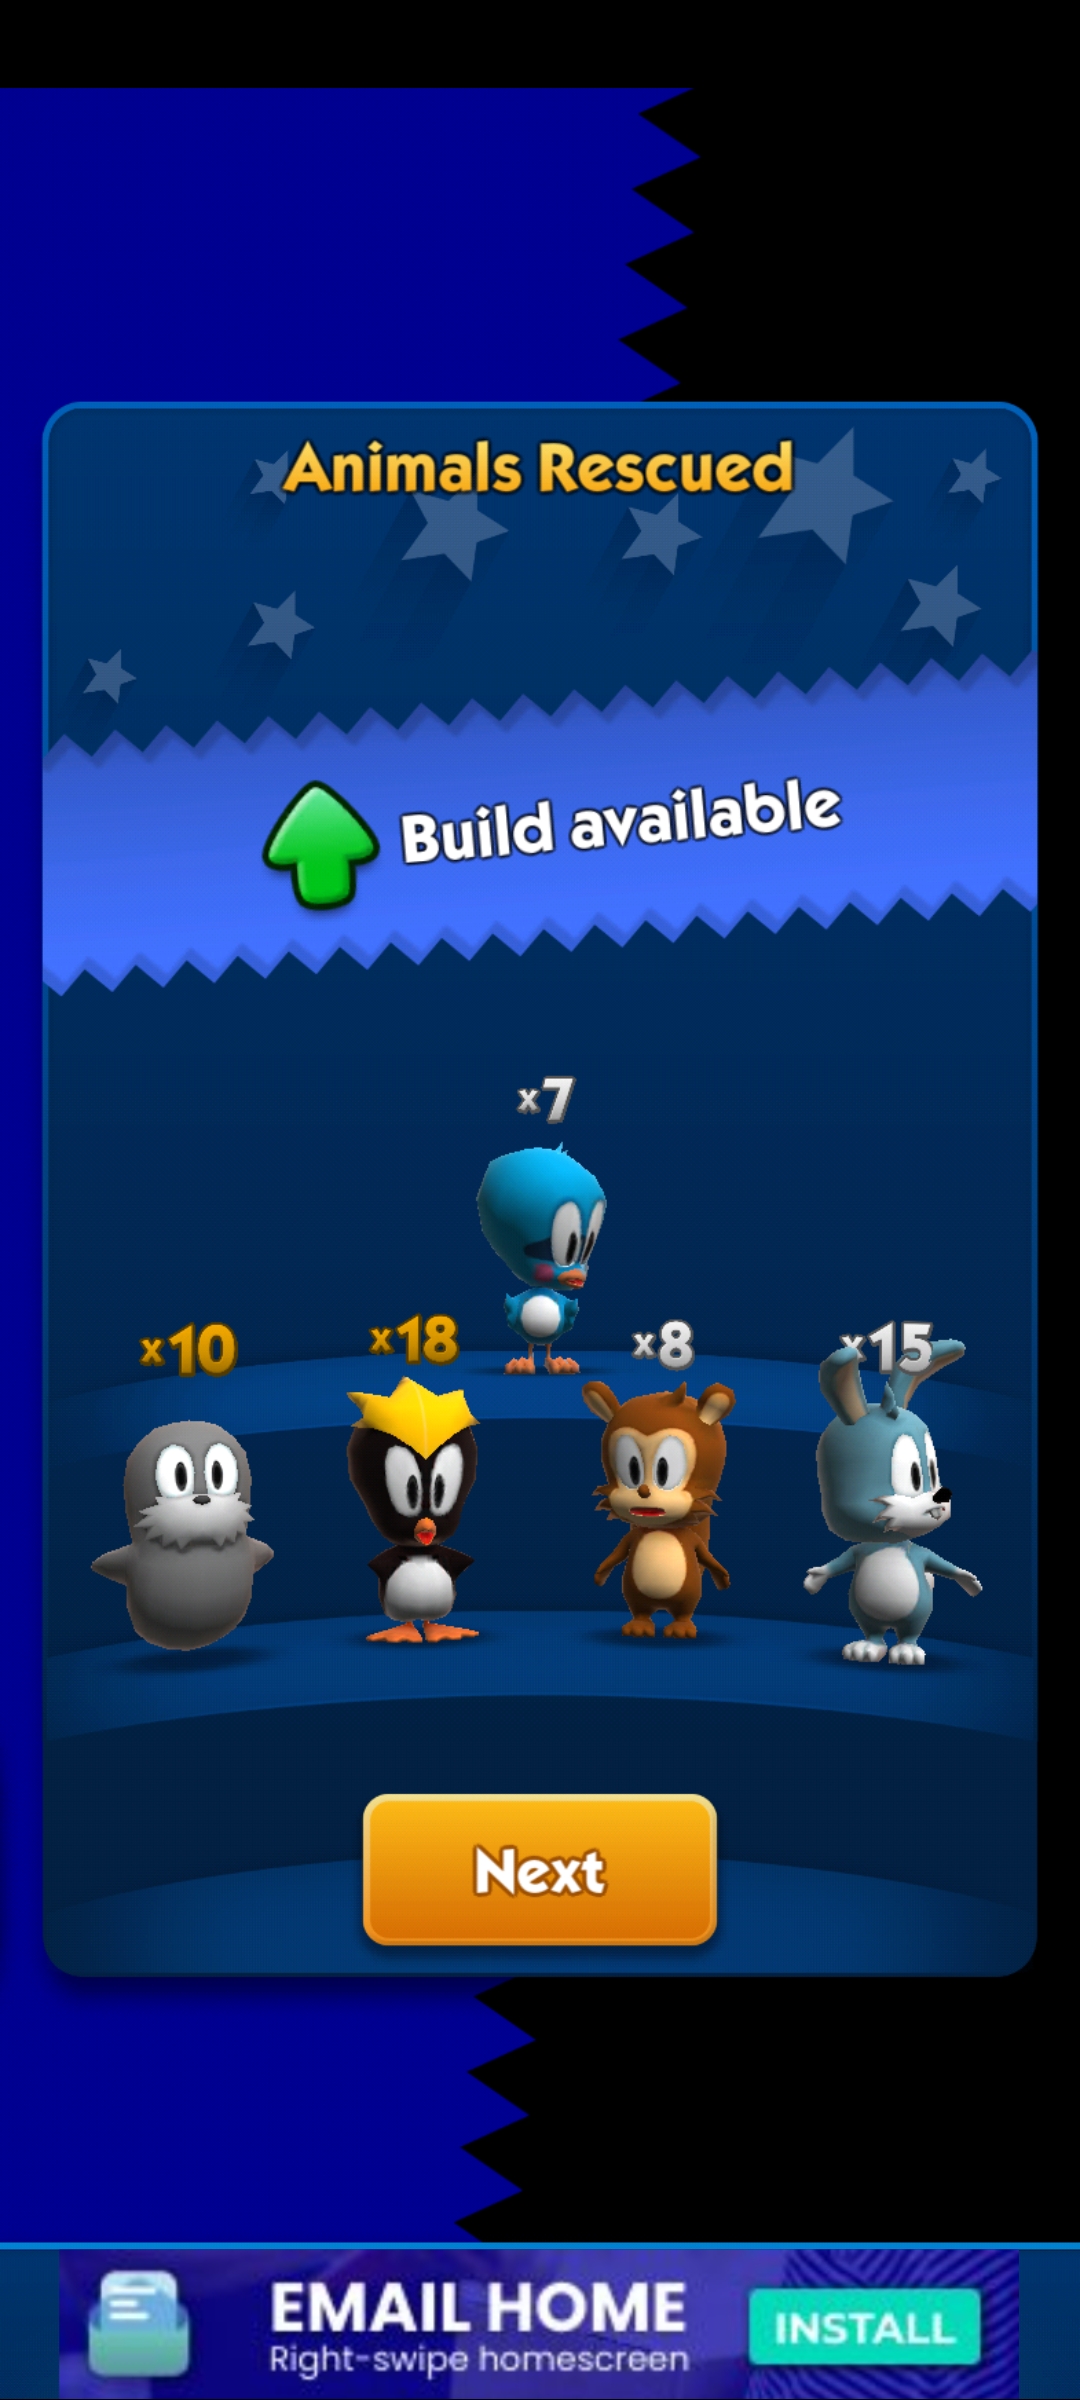 Animals Rescued
Build available
x7
x10
x18
x8
x15
Next
EMAIL HOME
Right-swipe homescreen
INSTALL